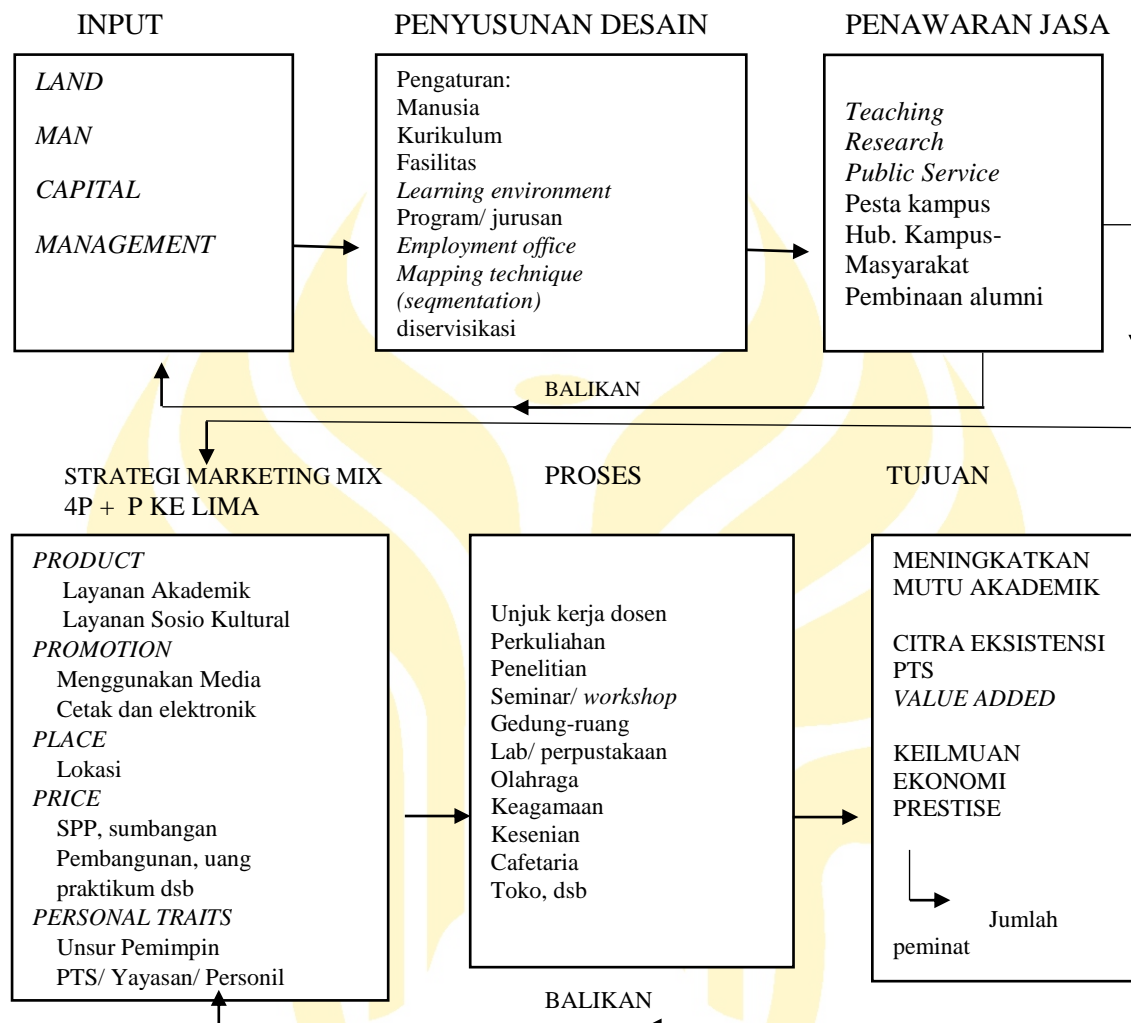 INPUT
PENYUSUNAN DESAIN
PENAWARAN JASA
LAND
MAN
CAPITAL
MANAGEMENT
Pengaturan:
Manusia
Kurikulum
Fasilitas
Learning environment
Program/ jurusan
Employment office
Mapping technique
(seqmentation)
diservisikasi
Teaching
Research
Public Service
Pesta kampus
Hub. Kampus-
Masyarakat
Pembinaan alumni
BALIKAN
STRATEGI MARKETING MIX
4P + P KE LIMA
PROSES
TUJUAN
PRODUCT
Layanan Akademik
Layanan Sosio Kultural
PROMOTION
Menggunakan Media
Cetak dan elektronik
PLACE
Lokasi
PRICE
SPP, sumbangan
Pembangunan, uang
praktikum dsb
PERSONAL TRAITS
Unsur Pemimpin
PTS/ Yayasan/ Personil
Unjuk kerja dosen
Perkuliahan
Penelitian
Seminar/ workshop
Gedung-ruang
Lab/ perpustakaan
Olahraga
Keagamaan
Kesenian
Cafetaria
Toko, dsb
MENINGKATKAN
MUTU AKADEMIK
CITRA EKSISTENSI
PTS
VALUE ADDED
KEILMUAN
EKONOMI
PRESTISE
Jumlah
peminat
BALIKAN